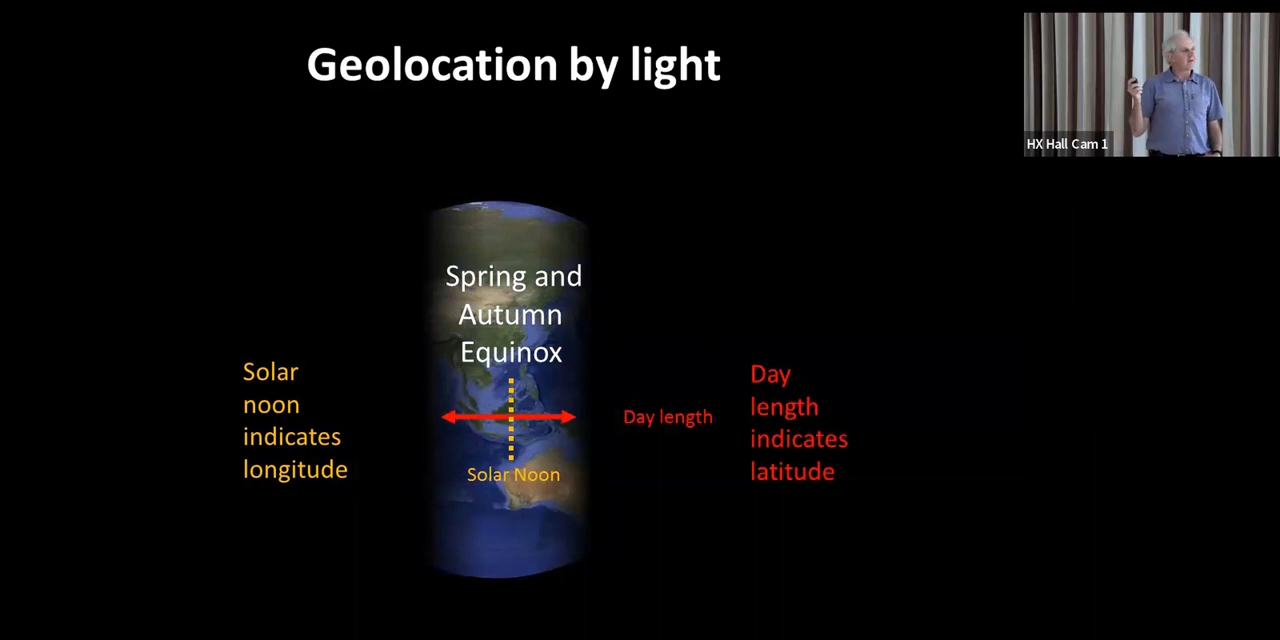 Geolocation by light
HX Hall Cam 1
Spring and
Autumn
Equinox
Solar
noon
indicates
longitude
Solar Noon
Day length
Day
length
indicates
latitude